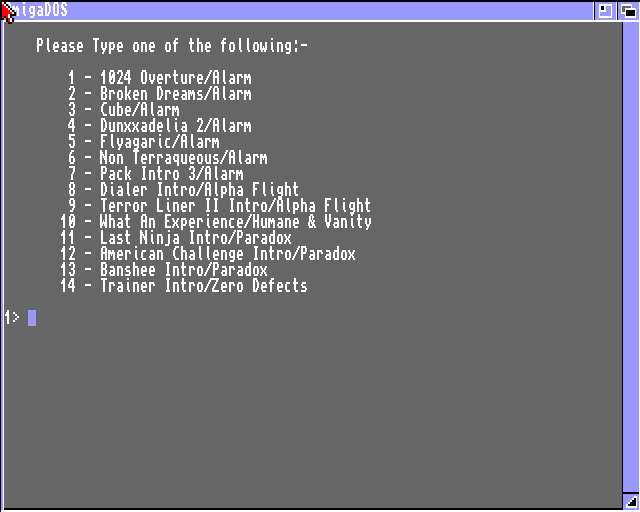 AmigaDOS
Please Type one of the following:-
1 - 1024 Overture/Alarm
2 - Broken Dreams/Alarm
3 - Cube/Alarm
4 - Dunxxadelia 2/Alarm
5 - Flyagaric/Alarm
6 - Non Terraqueous/Alarm
7 - Pack Intro 3/Alarm
8 - Dialer Intro/Alpha Flight
9 - Terror Liner II Intro/Alpha Flight
10 - What An Experience/Humane & Vanity
11 - Last Ninja Intro/Paradox
12 - American Challenge Intro/Paradox
13 - Banshee Intro/Paradox
14 - Trainer Intro/Zero Defects
1>